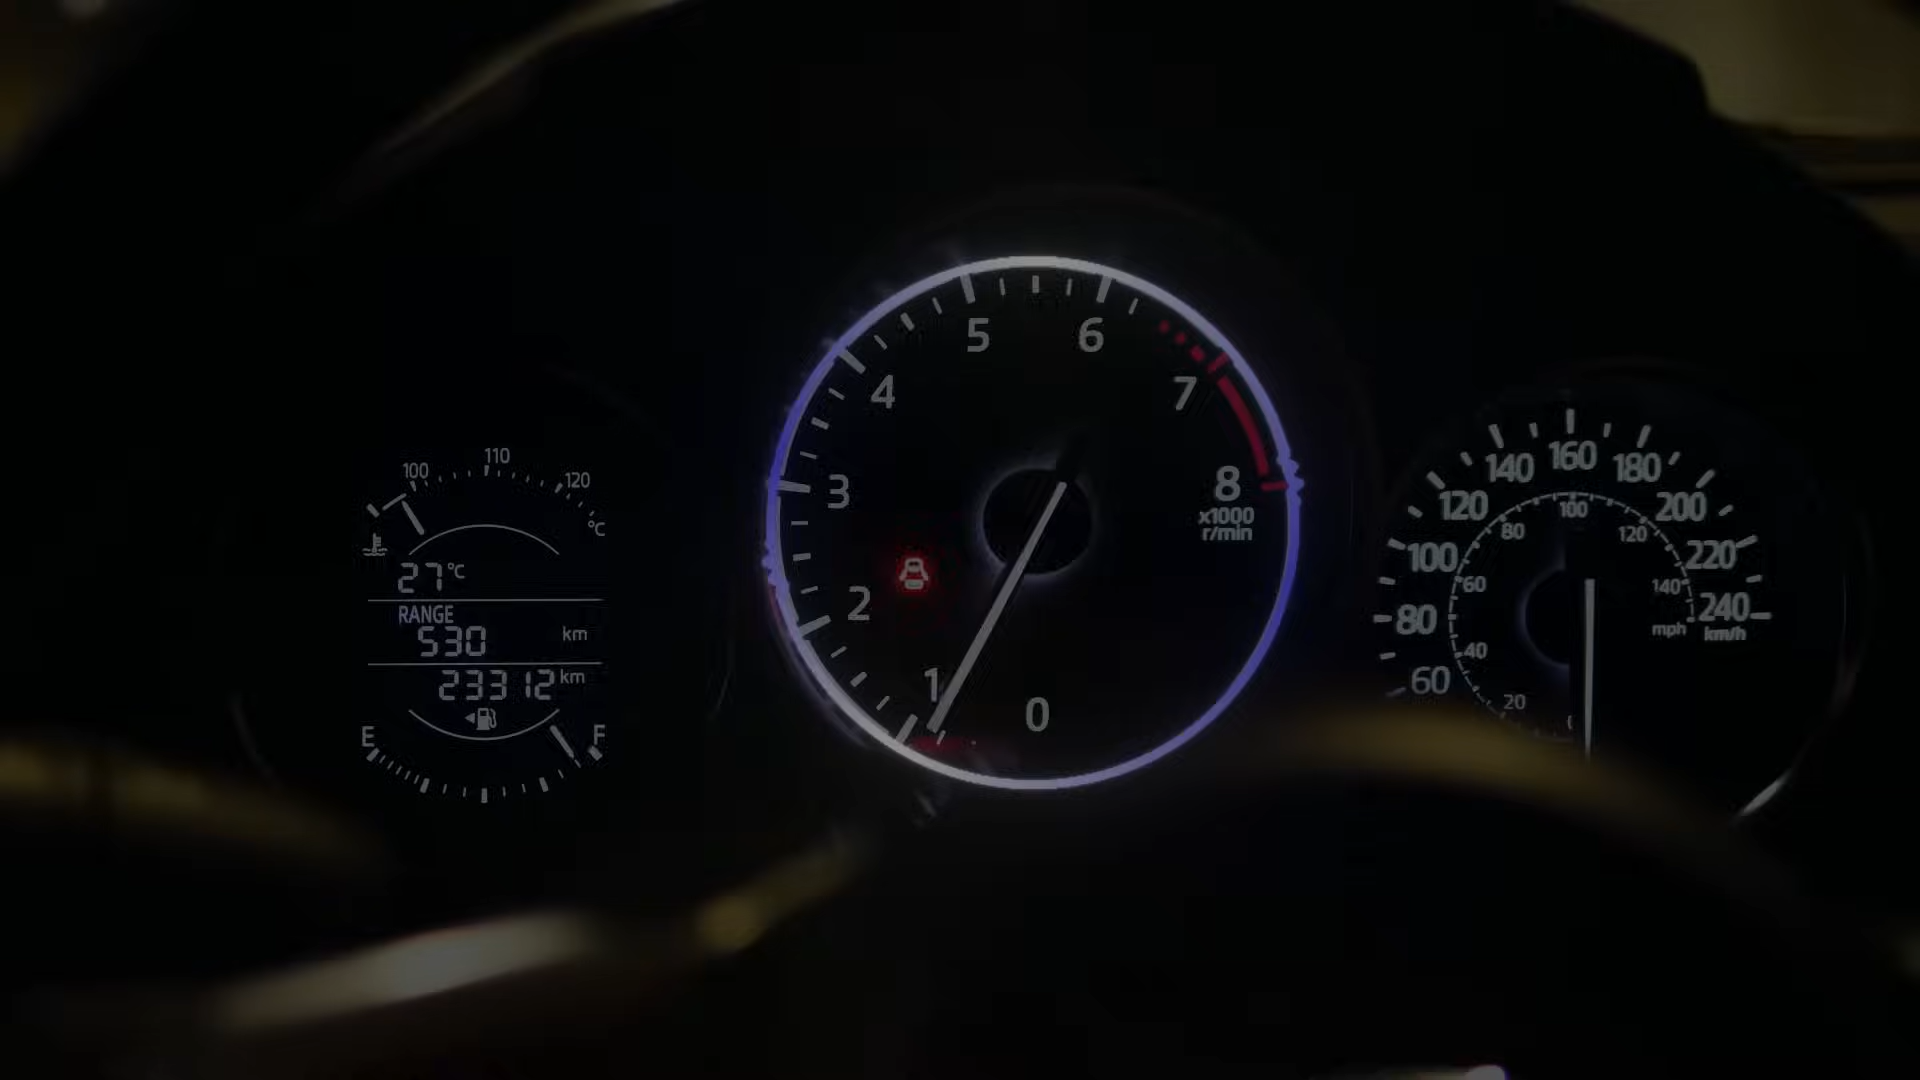 100 110 120
°C
27°C
RANGE
530 km
23312 km
E F
0 1 2 3 4 5 6 7 8
x1000
r/min
60 80 100 120 140 160 180 200 220 240
km/h
20 40 60 80 100 120 140
mph